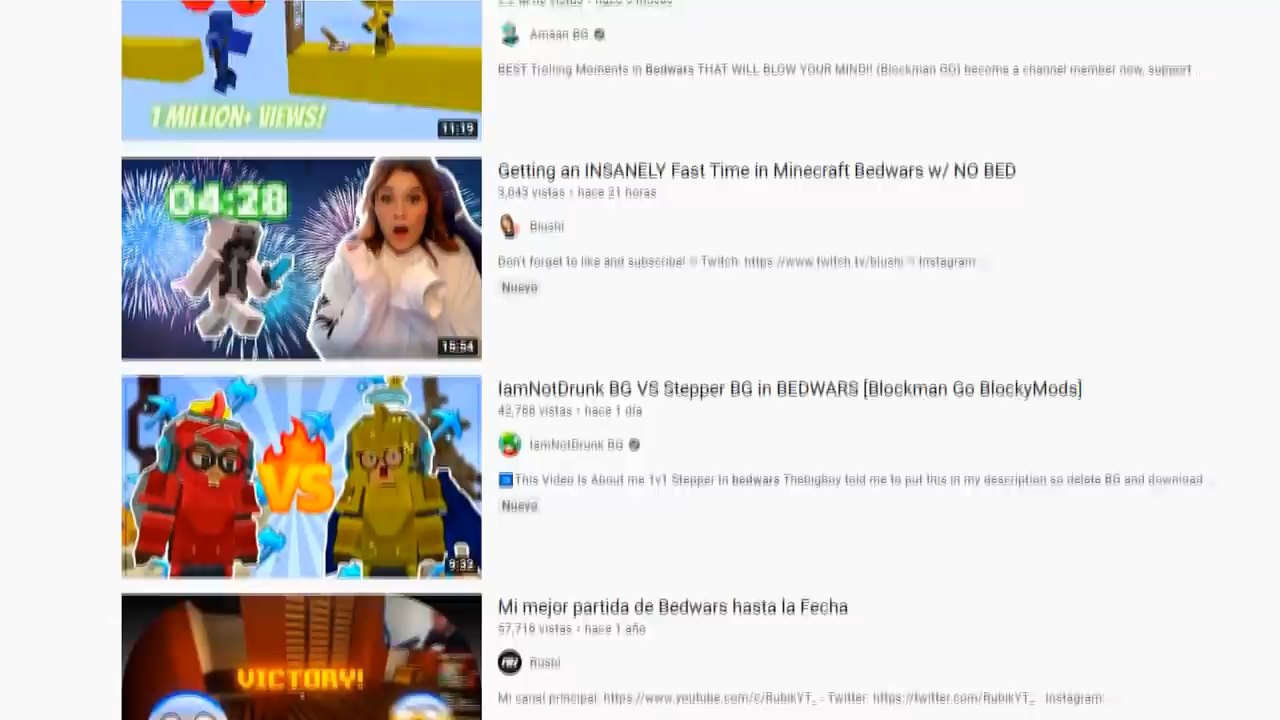 Amaan BG
BEST Trolling Moments in Bedwars THAT WILL BLOW YOUR MIND!! (Blockman GO) become a channel member now, support ...
1 MILLION+ VIEWS!
11:19
Getting an INSANELY Fast Time in Minecraft Bedwars w/ NO BED
3,043 vistas • hace 21 horas
04:28
Blushi
Don't forget to like and subscribe! Twitch: https://www.twitch.tv/blushi Instagram: ...
Nuevo
15:54
IamNotDrunk BG VS Stepper BG in BEDWARS [Blockman Go BlockyMods]
42,768 vistas • hace 1 día
IamNotDrunk BG
VS
This Video Is About me 1v1 Stepper In bedwars Thebigboy told me to put this in my description so delete BG and download ...
Nuevo
9:32
Mi mejor partida de Bedwars hasta la Fecha
57,716 vistas • hace 1 año
VICTORY!
Mi canal principal: https://www.youtube.com/c/RubikYT_ - Twitter: https://twitter.com/RubikYT_ - Instagram: ...